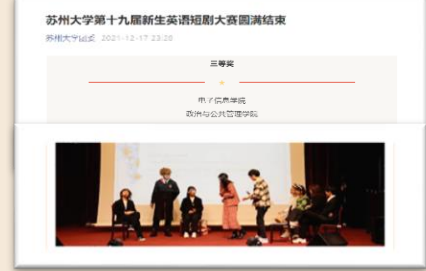 苏州大学第十九届新生英语短剧大赛圆满结束
苏州大学团委 2021-12-17 23:28
三等奖
电子信息学院
政治与公共管理学院